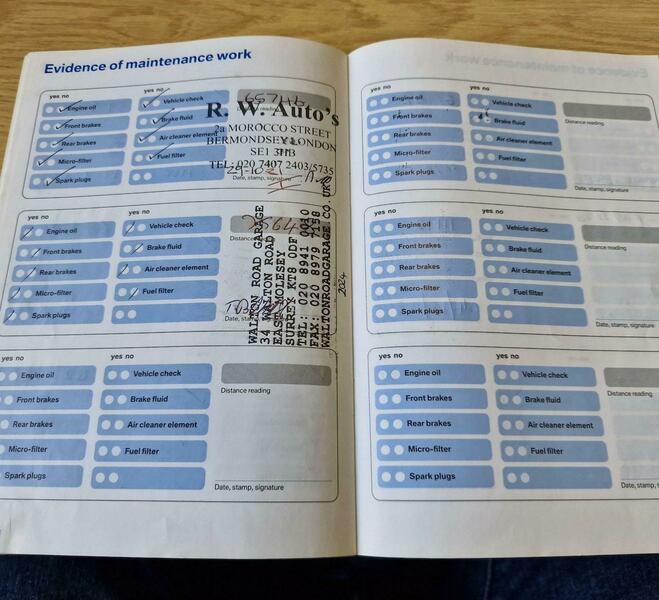 Evidence of maintenance work
yes no
yes no
Engine oil
Vehicle check
Front brakes
Brake fluid
Rear brakes
Air cleaner element
Micro-filter
Fuel filter
Spark plugs
R. W. Auto's
2a MOROCCO STREET
BERMONDSEY LONDON
SE1 3HB
TEL: 020 7407 2403/5735
Date, stamp, signature
yes no
yes no
Engine oil
Vehicle check
Front brakes
Brake fluid
Rear brakes
Air cleaner element
Micro-filter
Fuel filter
Spark plugs
WALTON ROAD GARAGE
34 WALTON ROAD
EAST MOLESEY
SURREY KT8 0DF
TEL: 020 8941 0010
FAX: 020 8979 7158
WALTONROADGARAGE.CO.UK
2024
yes no
yes no
Engine oil
Vehicle check
Distance reading
Front brakes
Brake fluid
Rear brakes
Air cleaner element
Micro-filter
Fuel filter
Spark plugs
Date, stamp, signature
yes no
yes no
Engine oil
Vehicle check
Distance reading
Front brakes
Brake fluid
Rear brakes
Air cleaner element
Micro-filter
Fuel filter
Spark plugs
Date, stamp, signature
yes no
yes no
Engine oil
Vehicle check
Distance reading
Front brakes
Brake fluid
Rear brakes
Air cleaner element
Micro-filter
Fuel filter
Spark plugs
Date, stamp, signature
yes no
yes no
Engine oil
Vehicle check
Distance reading
Front brakes
Brake fluid
Rear brakes
Air cleaner element
Micro-filter
Fuel filter
Spark plugs
Date, stamp, signature